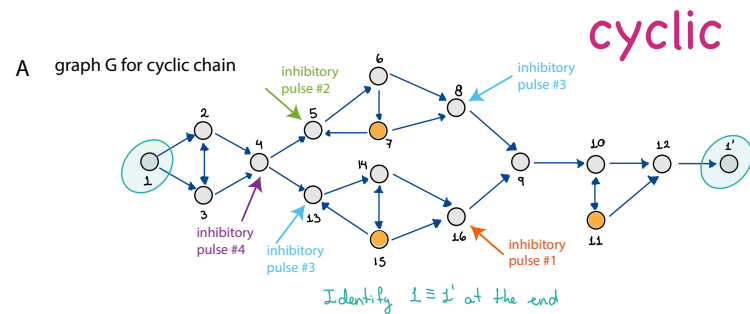 cyclic
A graph G for cyclic chain
inhibitory
pulse #2
6
inhibitory
pulse #3
8
2
5
7
4
10
12
1'
1
14
9
3
13
16
11
15
inhibitory
pulse #4
inhibitory
pulse #3
inhibitory
pulse #1
Identify 1 ≡ 1' at the end